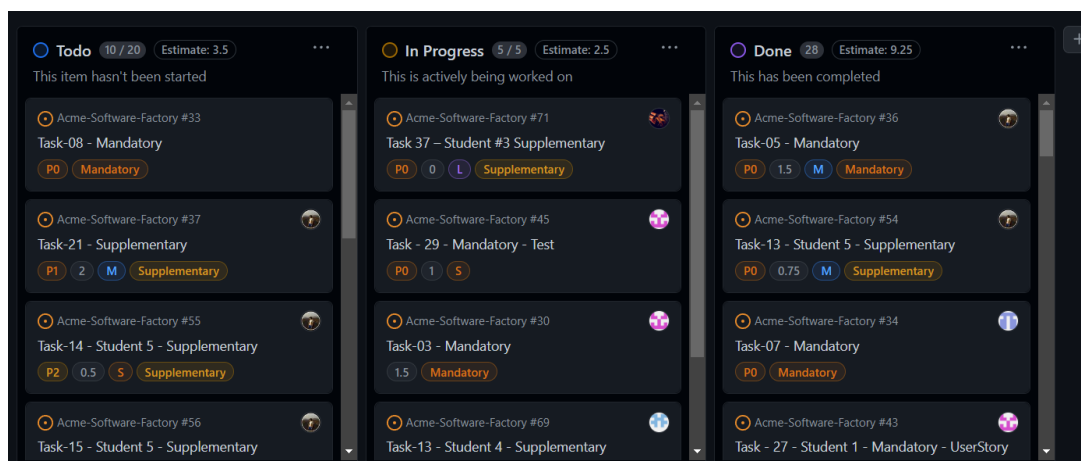 Todo 10 / 20 Estimate: 3.5 ...
This item hasn't been started
Acme-Software-Factory #33
Task-08 - Mandatory
P0 Mandatory
Acme-Software-Factory #37
Task-21 - Supplementary
P1 2 M Supplementary
Acme-Software-Factory #55
Task-14 - Student 5 - Supplementary
P2 0.5 S Supplementary
Acme-Software-Factory #56
Task-15 - Student 5 - Supplementary
In Progress 5 / 5 Estimate: 2.5 ...
This is actively being worked on
Acme-Software-Factory #71
Task 37 – Student #3 Supplementary
P0 0 L Supplementary
Acme-Software-Factory #45
Task - 29 - Mandatory - Test
P0 1 S
Acme-Software-Factory #30
Task-03 - Mandatory
1.5 Mandatory
Acme-Software-Factory #69
Task-13 - Student 4 - Supplementary
Done 28 Estimate: 9.25 ...
This has been completed
Acme-Software-Factory #36
Task-05 - Mandatory
P0 1.5 M Mandatory
Acme-Software-Factory #54
Task-13 - Student 5 - Supplementary
P0 0.75 M Supplementary
Acme-Software-Factory #34
Task-07 - Mandatory
P0 Mandatory
Acme-Software-Factory #43
Task - 27 - Student 1 - Mandatory - UserStory
+